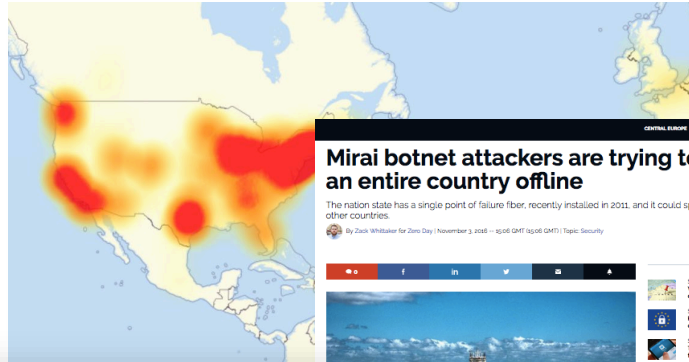 CENTRAL EUROPE
Mirai botnet attackers are trying to
an entire country offline
The nation state has a single point of failure fiber, recently installed in 2011, and it could
other countries.
By Zack Whittaker for Zero Day | November 3, 2016 -- 15:06 GMT (15:06 GMT) | Topic: Security
0
f
in